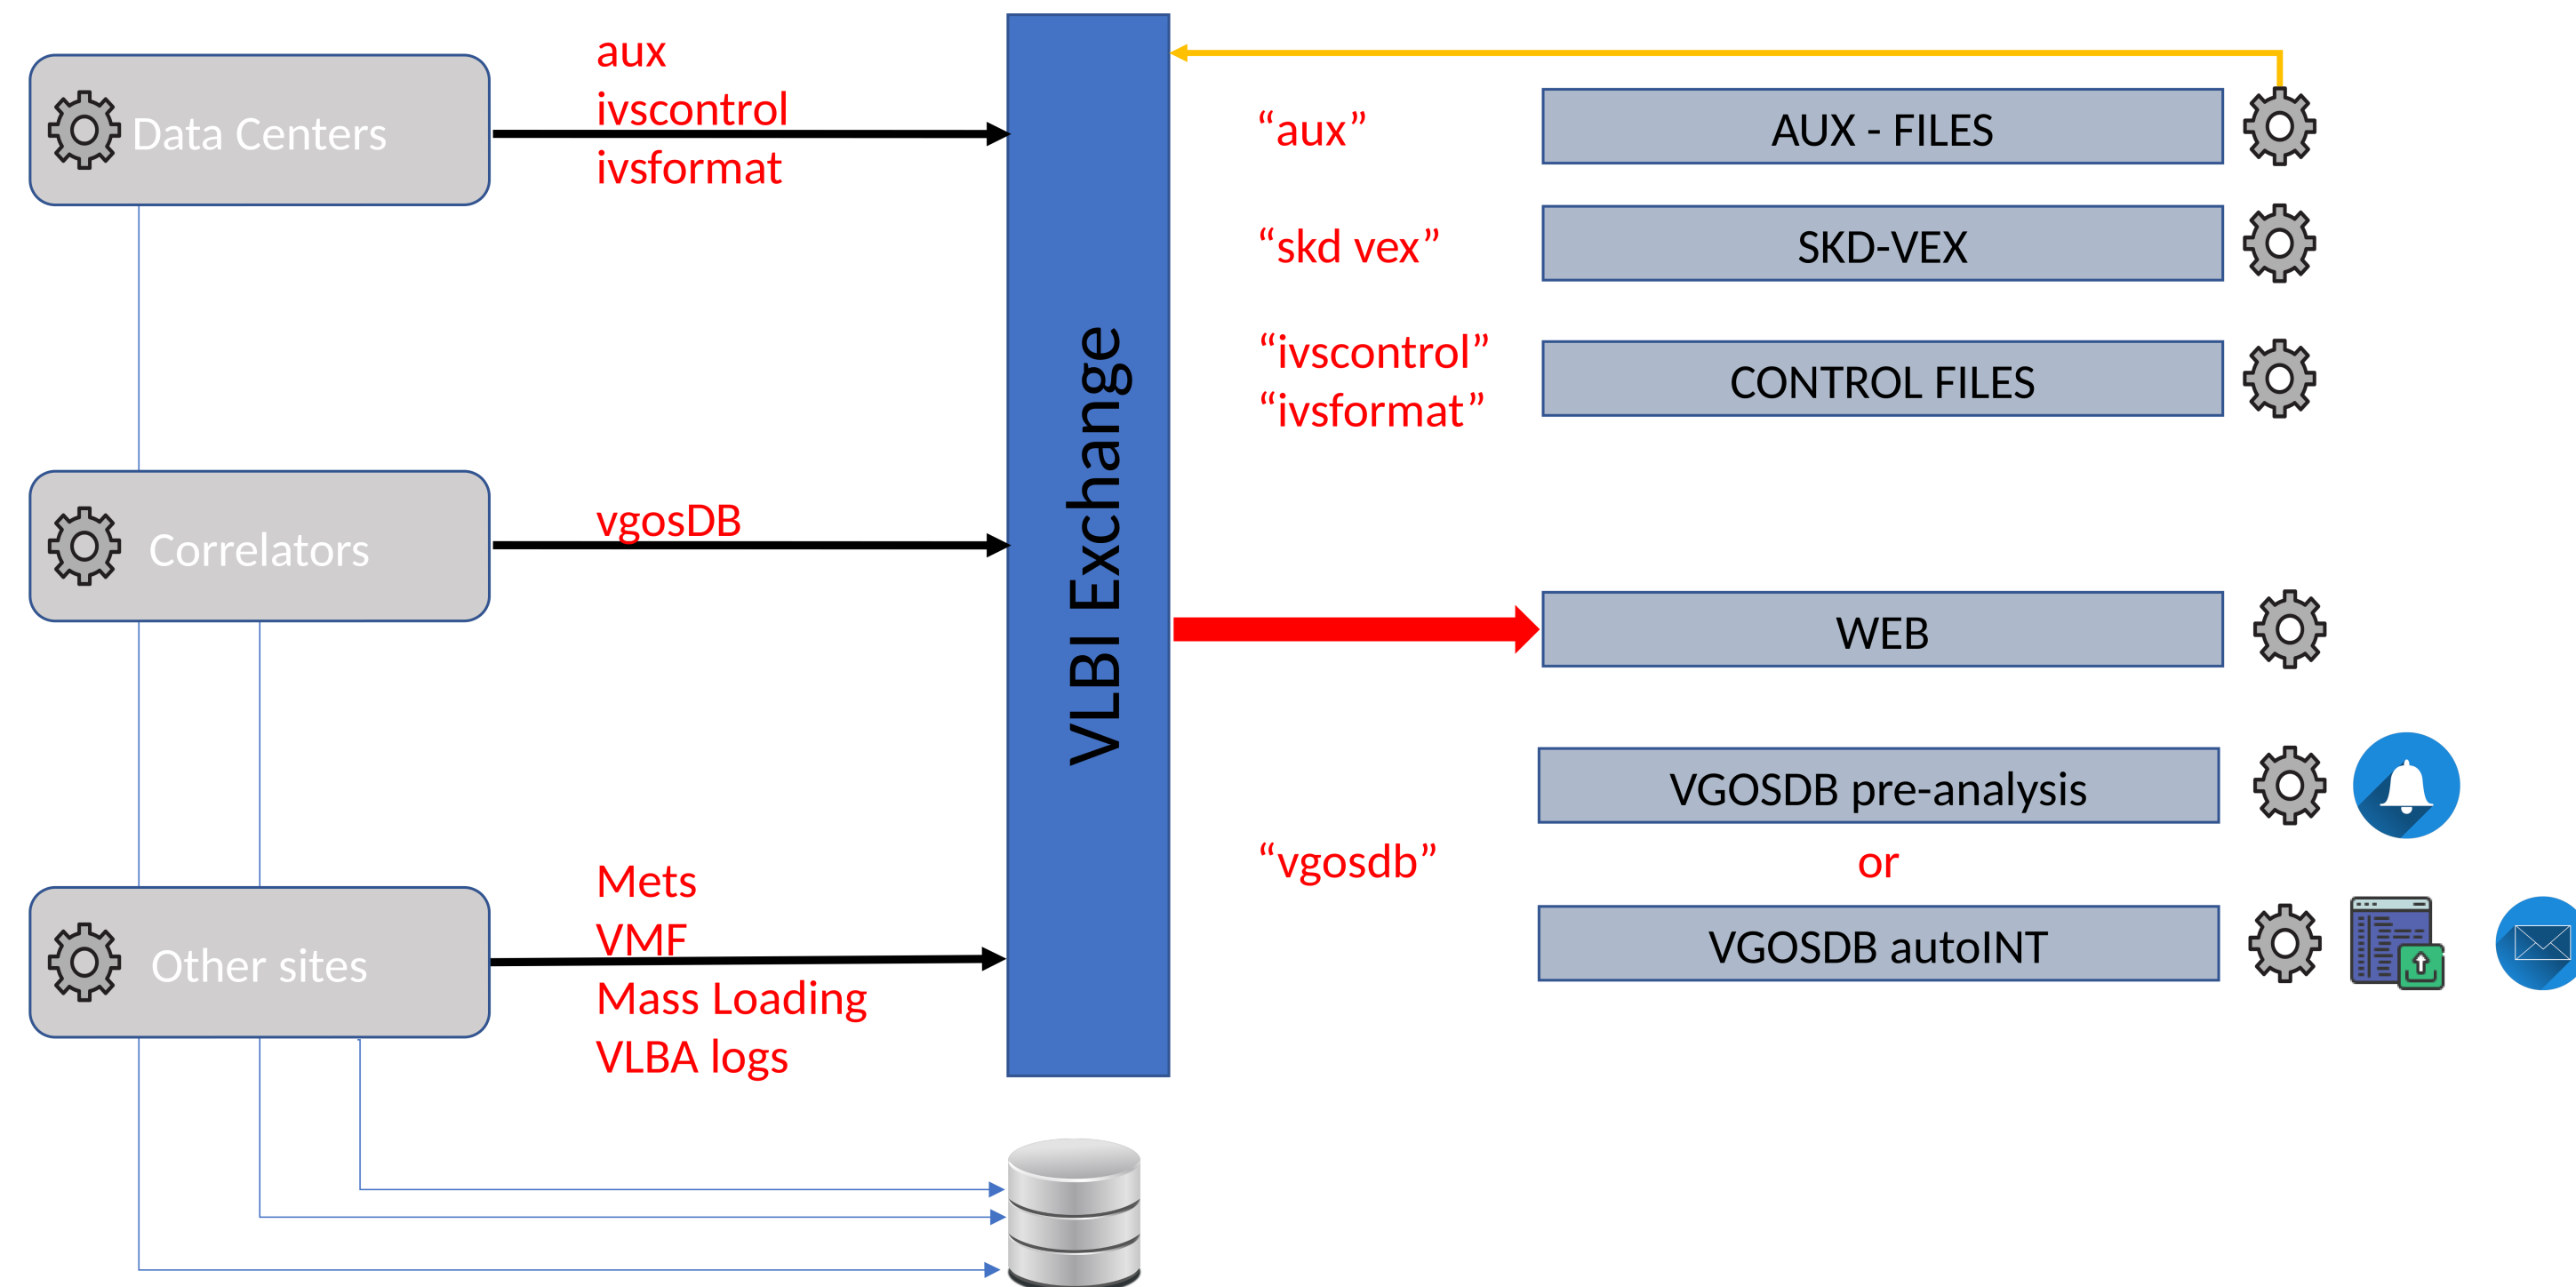 aux
ivscontrol
ivsformat
Data Centers
vgosDB
Correlators
Mets
VMF
Mass Loading
VLBA logs
Other sites
VLBI Exchange
“aux”
AUX - FILES
“skd vex”
SKD-VEX
“ivscontrol”
“ivsformat”
CONTROL FILES
WEB
VGOSDB pre-analysis
“vgosdb”
or
VGOSDB autoINT